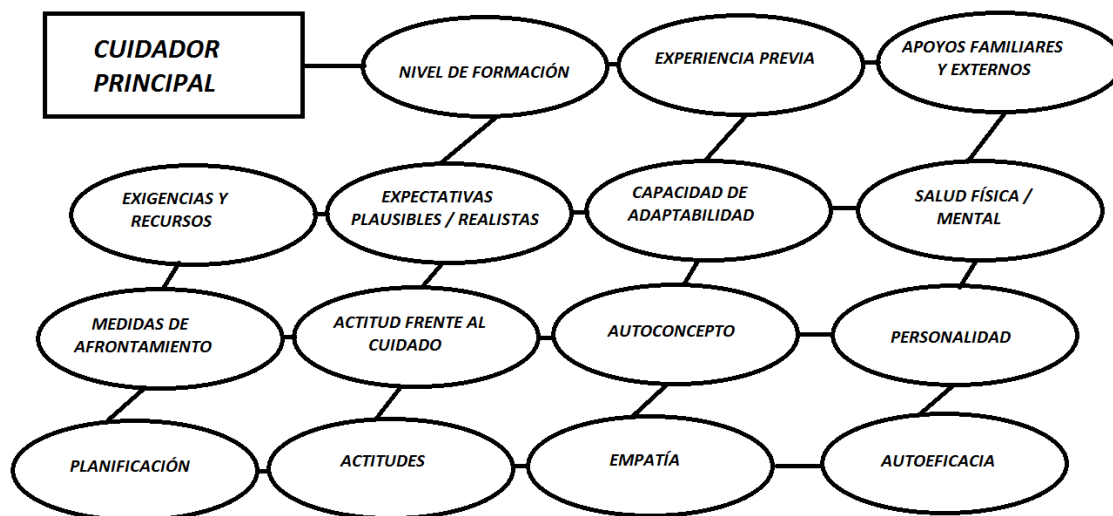 CUIDADOR
PRINCIPAL
NIVEL DE FORMACIÓN
EXPERIENCIA PREVIA
APOYOS FAMILIARES
Y EXTERNOS
EXIGENCIAS Y
RECURSOS
EXPECTATIVAS
PLAUSIBLES / REALISTAS
CAPACIDAD DE
ADAPTABILIDAD
SALUD FÍSICA /
MENTAL
MEDIDAS DE
AFRONTAMIENTO
ACTITUD FRENTE AL
CUIDADO
AUTOCONCEPTO
PERSONALIDAD
PLANIFICACIÓN
ACTITUDES
EMPATÍA
AUTOEFICACIA